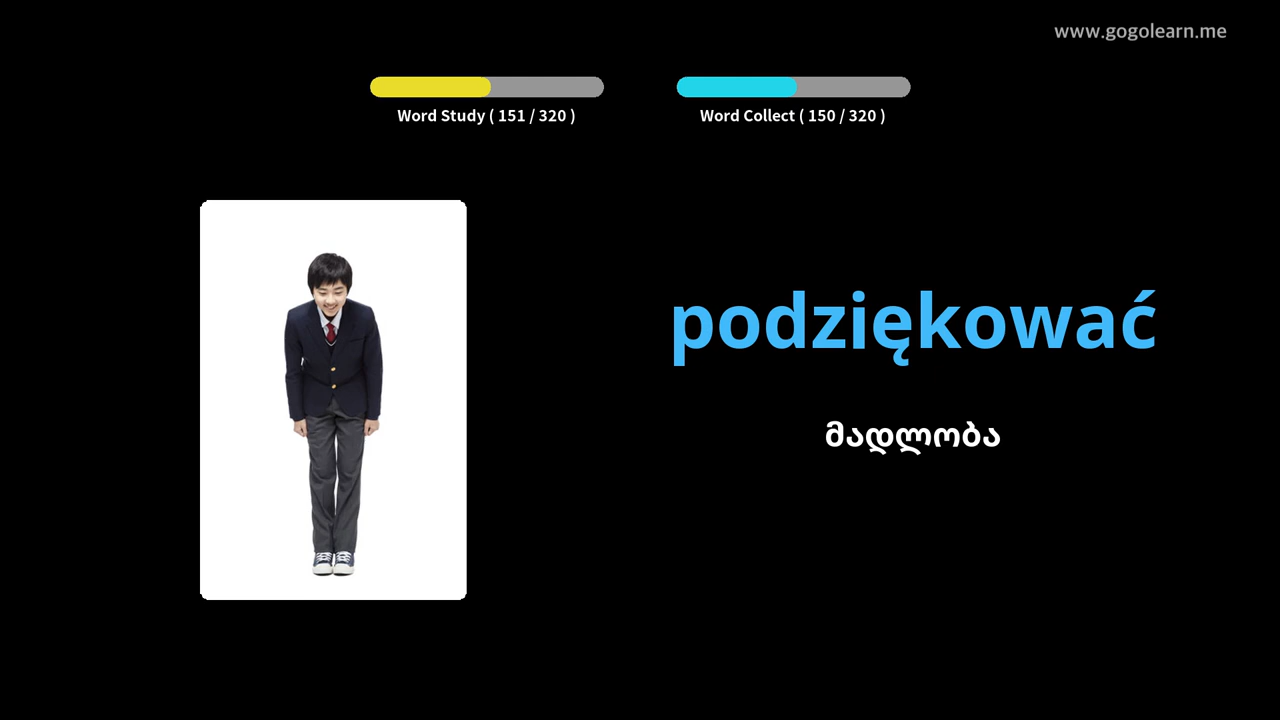 www.gogolearn.me
Word Study ( 151 / 320 )
Word Collect ( 150 / 320 )
podziękować
მადლობა